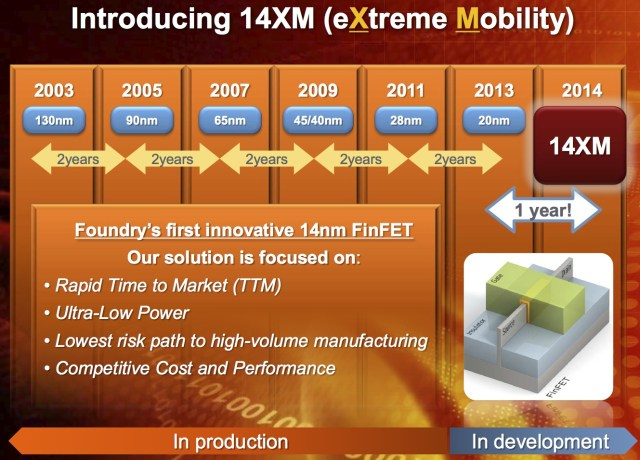 Introducing 14XM (eXtreme Mobility)
2003 2005 2007 2009 2011 2013 2014
130nm 90nm 65nm 45/40nm 28nm 20nm 14XM
2years 2years 2years 2years 2years
1 year!
Foundry's first innovative 14nm FinFET
Our solution is focused on:
• Rapid Time to Market (TTM)
• Ultra-Low Power
• Lowest risk path to high-volume manufacturing
• Competitive Cost and Performance
Gate
Drain
Insulator
Source
FinFET
In production
In development